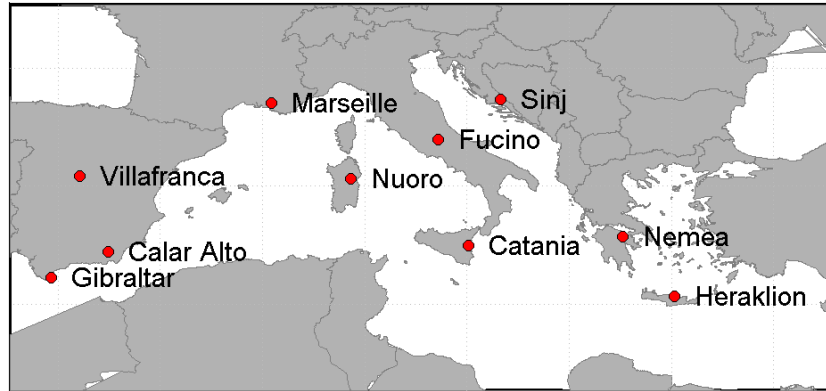 Marseille
Sinj
Fucino
Villafranca
Nuoro
Calar Alto
Catania
Nemea
Gibraltar
Heraklion